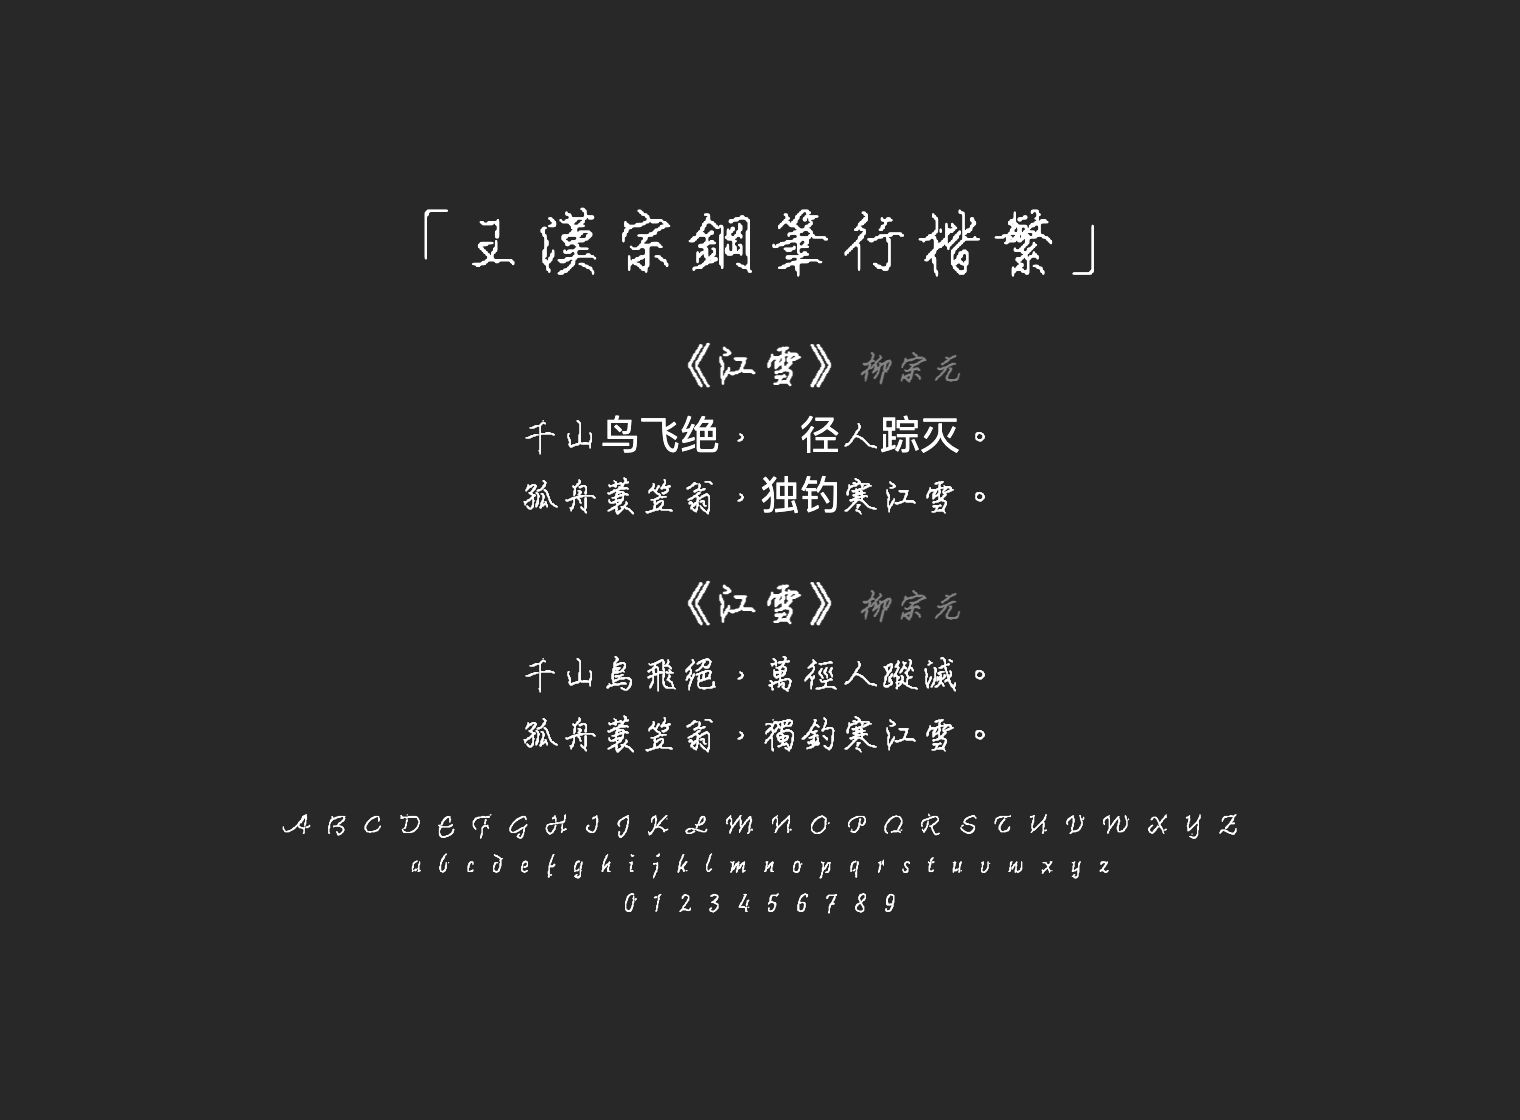 「王漢宗鋼筆行楷繁」
《江雪》 柳宗元
千山鸟飞绝， 径人踪灭。
孤舟蓑笠翁，独钓寒江雪。
《江雪》 柳宗元
千山鳥飛絕，萬徑人蹤滅。
孤舟蓑笠翁，獨釣寒江雪。
A B C D E F G H I J K L M N O P Q R S T U V W X Y Z
a b c d e f g h i j k l m n o p q r s t u v w x y z
0 1 2 3 4 5 6 7 8 9